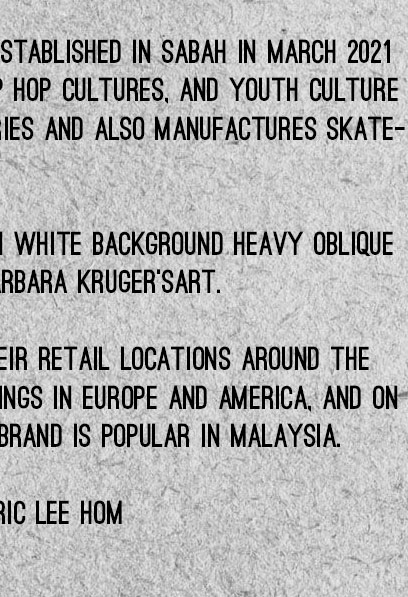 STABLISHED IN SABAH IN MARCH 2021
HOP CULTURES, AND YOUTH CULTURE
RIES AND ALSO MANUFACTURES SKATE-
WHITE BACKGROUND HEAVY OBLIQUE
ARBARA KRUGER'SART.
EIR RETAIL LOCATIONS AROUND THE
INGS IN EUROPE AND AMERICA, AND ON
BRAND IS POPULAR IN MALAYSIA.
RIC LEE HOM